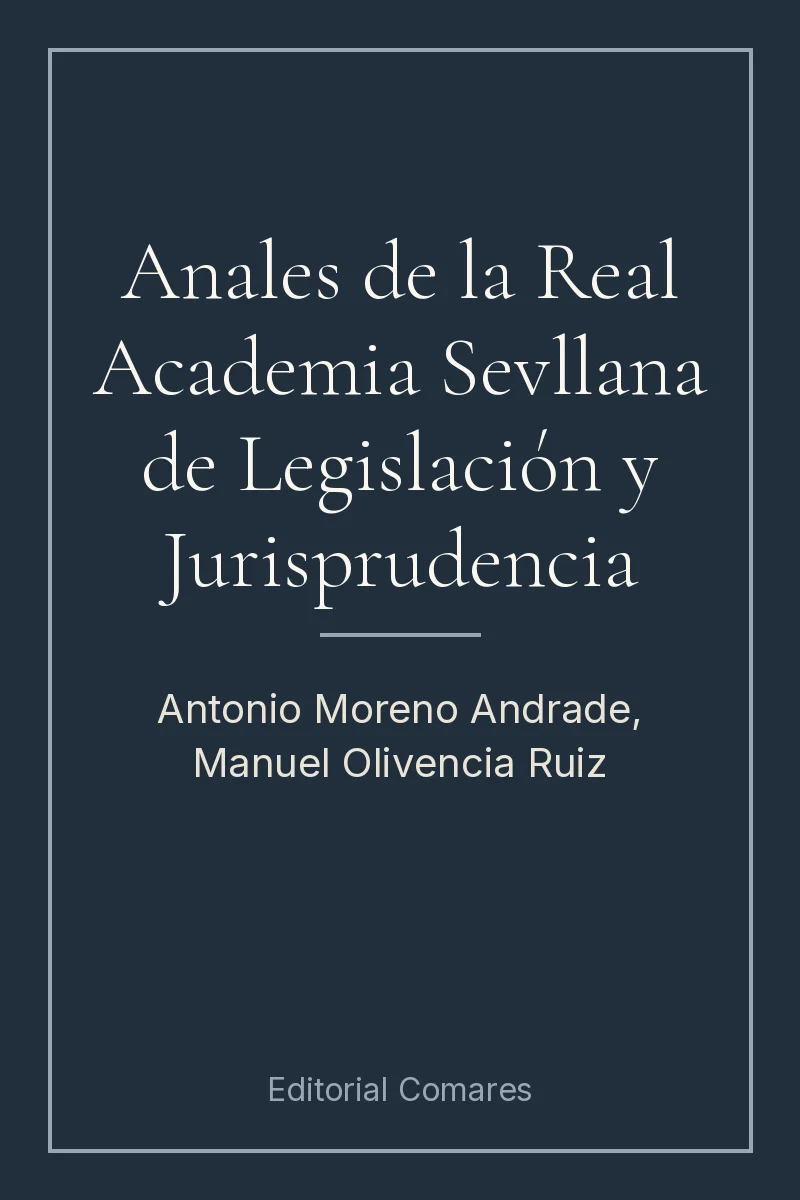 Anales de la Real
Academia Sevllana
de Legislación y
Jurisprudencia
Antonio Moreno Andrade,
Manuel Olivencia Ruiz
Editorial Comares